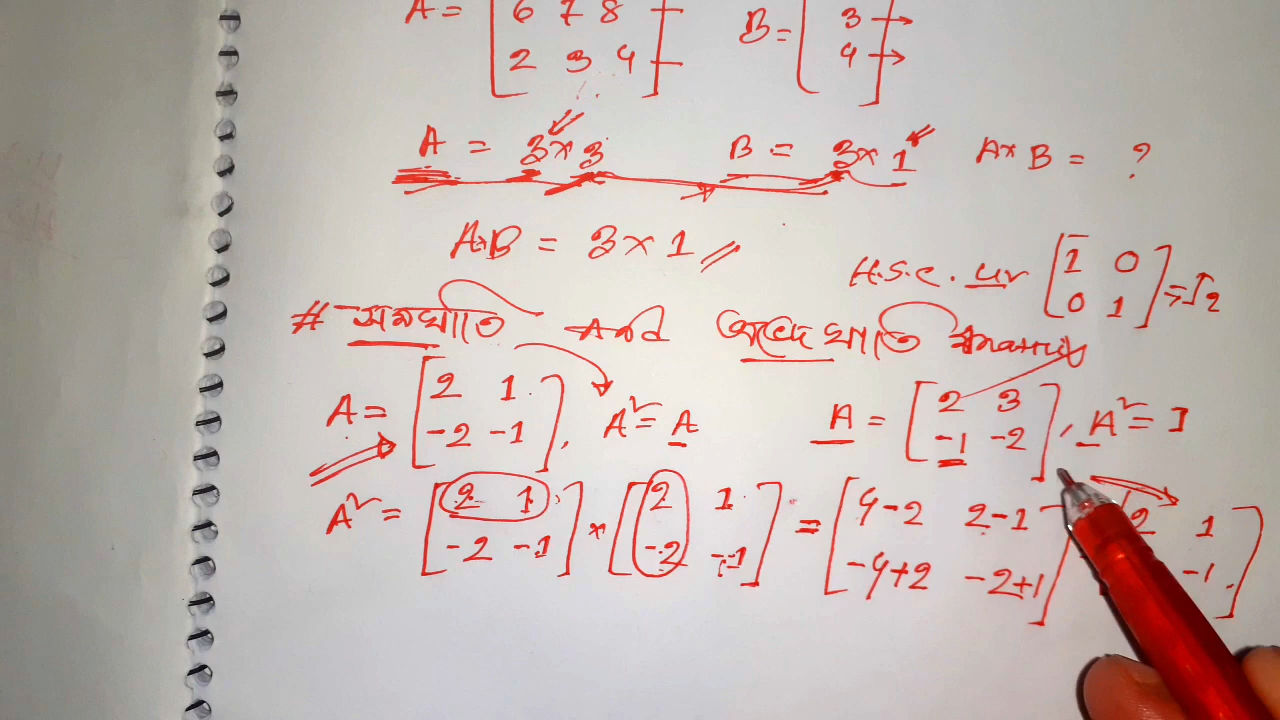 A = [ 6 7 8 B = [ 3 →
2 3 4 ] 4 → ]
A = 3×3 B = 3×1 A×B = ?
A×B = 3×1
H.S.C. [ 1 0
0 1 ] = I₂
# সমঘাতি And ঘাতি
A = [ 2 1 A² = A A = [ 2 3 A² = I
-2 -1 ], -1 -2 ],
A² = [ 2 1 × [ 2 1 = [ 4-2 2-1 2 1
-2 -1 ] -2 -1 ] -4+2 -2+1 ] -1 ]